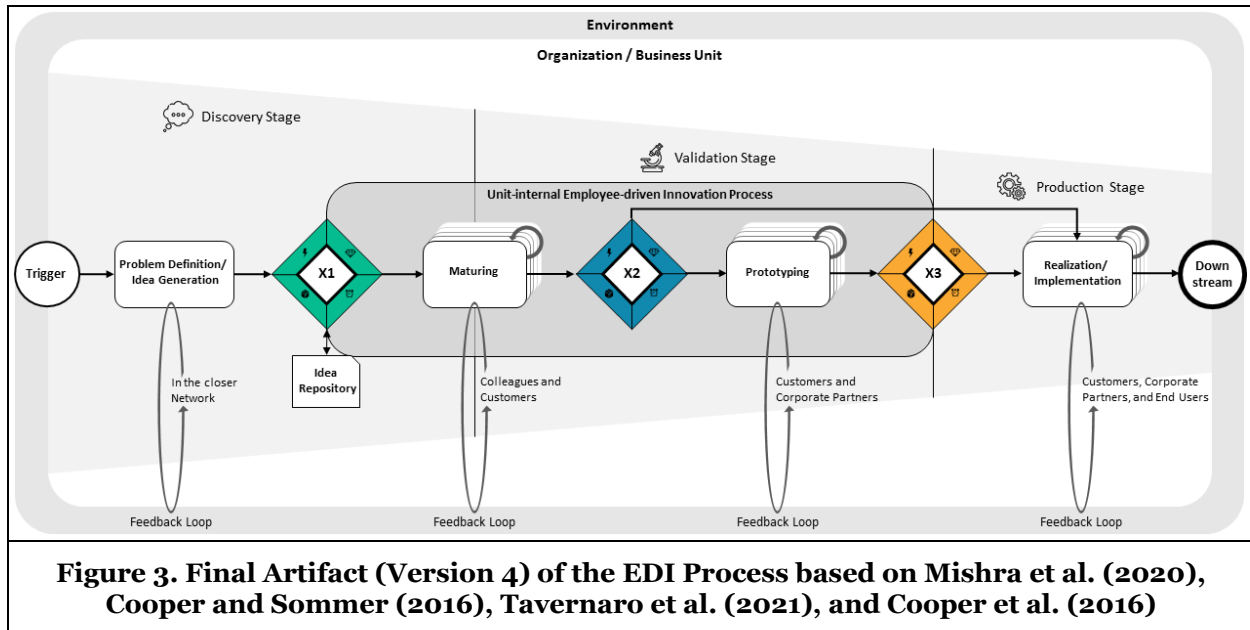 Environment
Organization / Business Unit
Discovery Stage
Validation Stage
Production Stage
Unit-internal Employee-driven Innovation Process
Trigger
Problem Definition/
Idea Generation
X1
Maturing
X2
Prototyping
X3
Realization/
Implementation
Down
stream
Idea
Repository
In the closer
Network
Colleagues and
Customers
Customers and
Corporate Partners
Customers, Corporate
Partners, and End Users
Feedback Loop
Feedback Loop
Feedback Loop
Feedback Loop
Figure 3. Final Artifact (Version 4) of the EDI Process based on Mishra et al. (2020),
Cooper and Sommer (2016), Tavernaro et al. (2021), and Cooper et al. (2016)